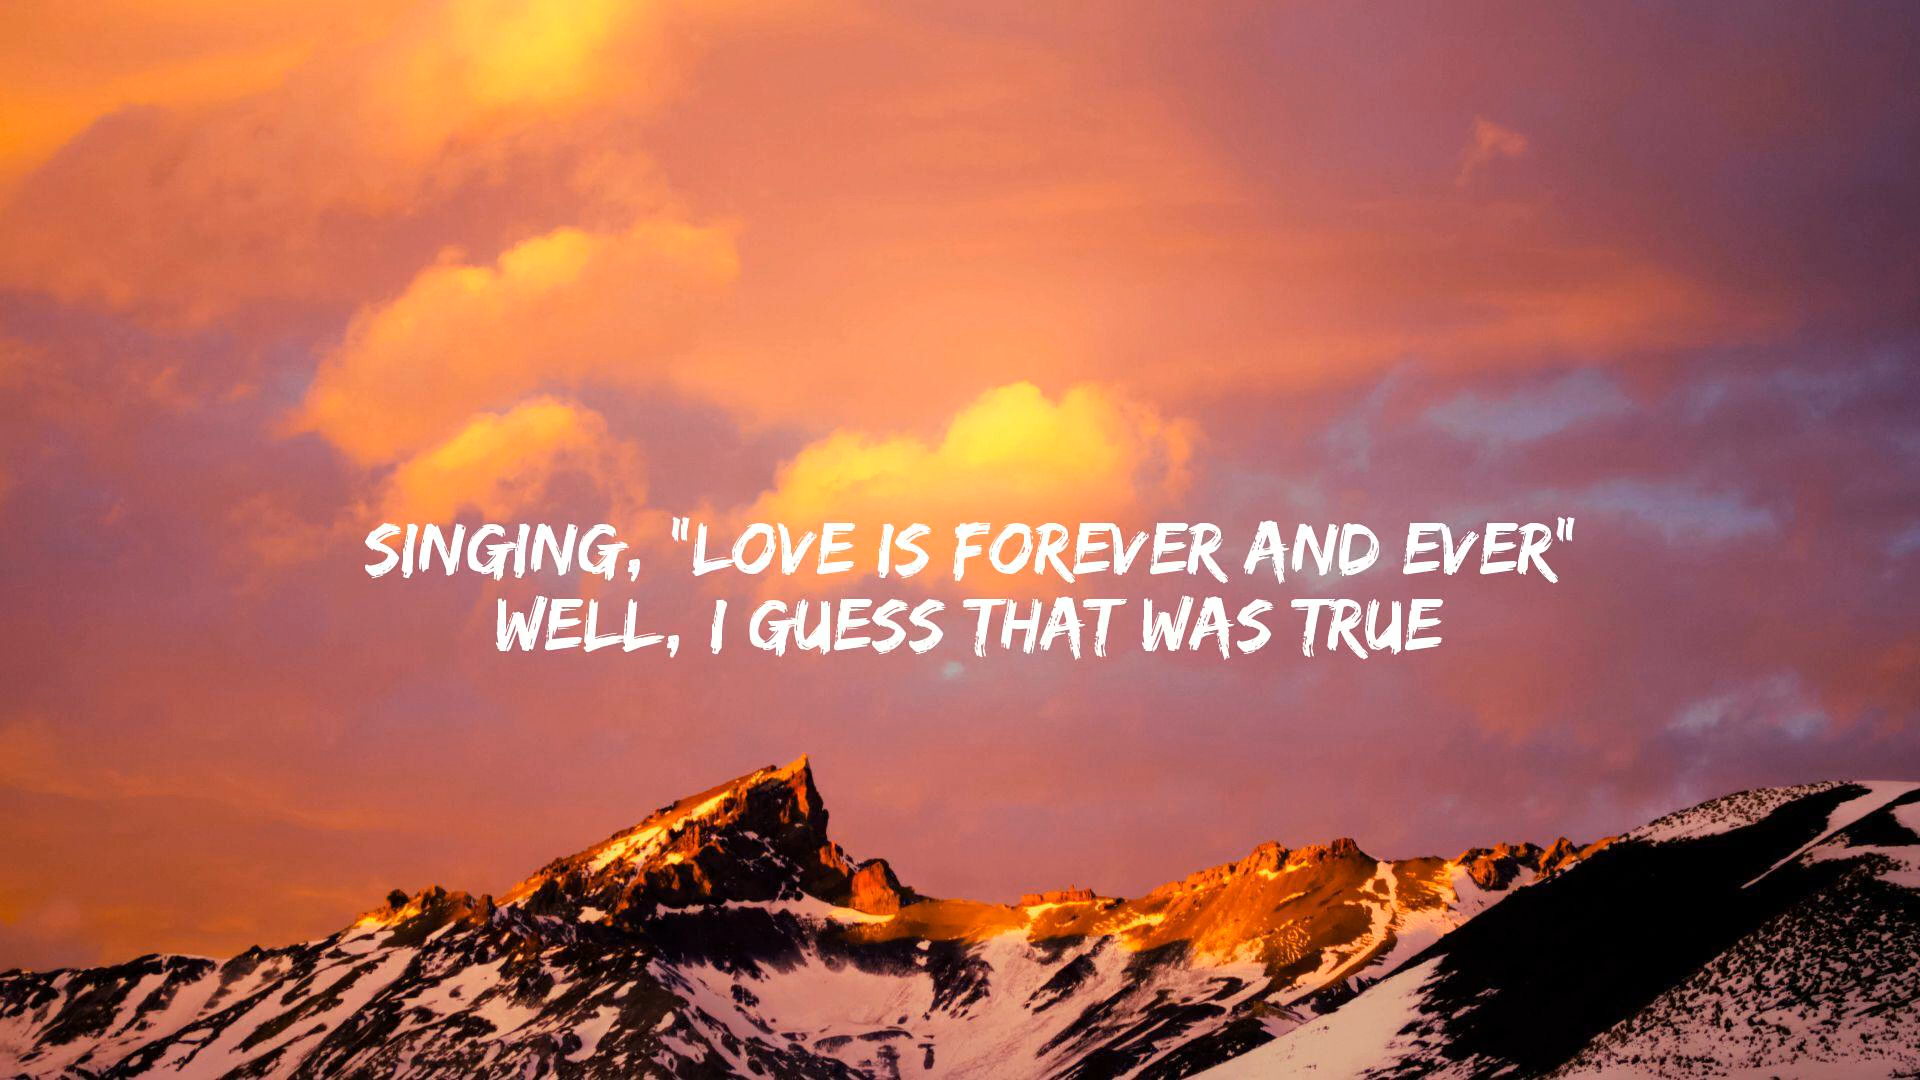 SINGING, "LOVE IS FOREVER AND EVER"
WELL, I GUESS THAT WAS TRUE